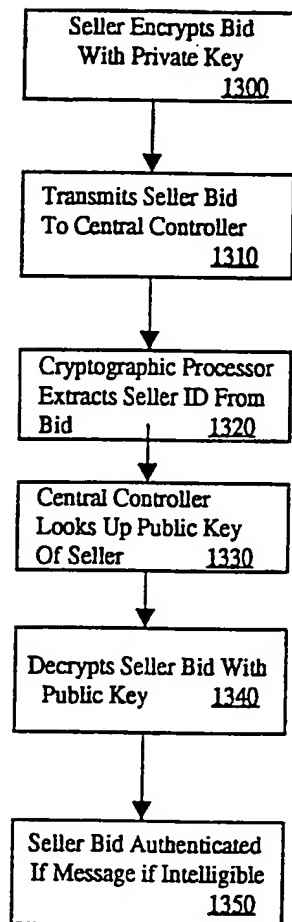 Seller Encrypts Bid
With Private Key
1300
Transmits Seller Bid
To Central Controller
1310
Cryptographic Processor
Extracts Seller ID From
Bid 1320
Central Controller
Looks Up Public Key
Of Seller 1330
Decrypts Seller Bid With
Public Key 1340
Seller Bid Authenticated
If Message if Intelligible
1350